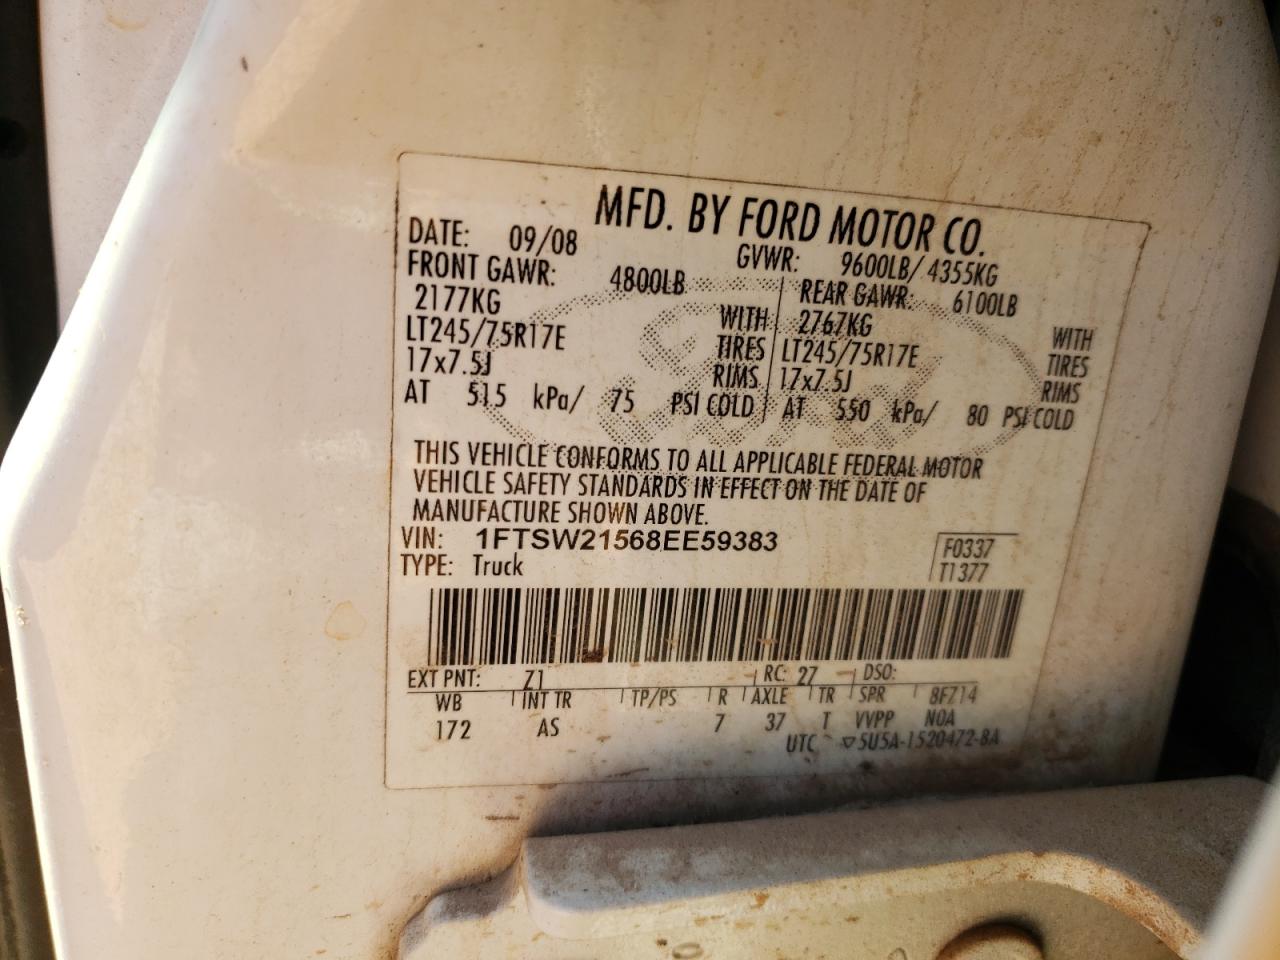 MFD. BY FORD MOTOR CO.
DATE: 09/08 GVWR: 9600LB/ 4355KG
FRONT GAWR: 4800LB REAR GAWR: 6100LB
2177KG WITH 2767KG WITH
LT245/75R17E TIRES LT245/75R17E TIRES
17x7.5J RIMS 17x7.5J RIMS
AT 515 kPa/ 75 PSI COLD AT 550 kPa/ 80 PSI COLD
THIS VEHICLE CONFORMS TO ALL APPLICABLE FEDERAL MOTOR
VEHICLE SAFETY STANDARDS IN EFFECT ON THE DATE OF
MANUFACTURE SHOWN ABOVE.
VIN: 1FTSW21568EE59383 F0337
TYPE: Truck T1377
EXT PNT: Z1 RC: 27 DSO:
WB INT TR TP/PS R AXLE TR SPR 8FZ14
172 AS 7 37 T VVPP NOA
UTC ▽5U5A-1520472-8A